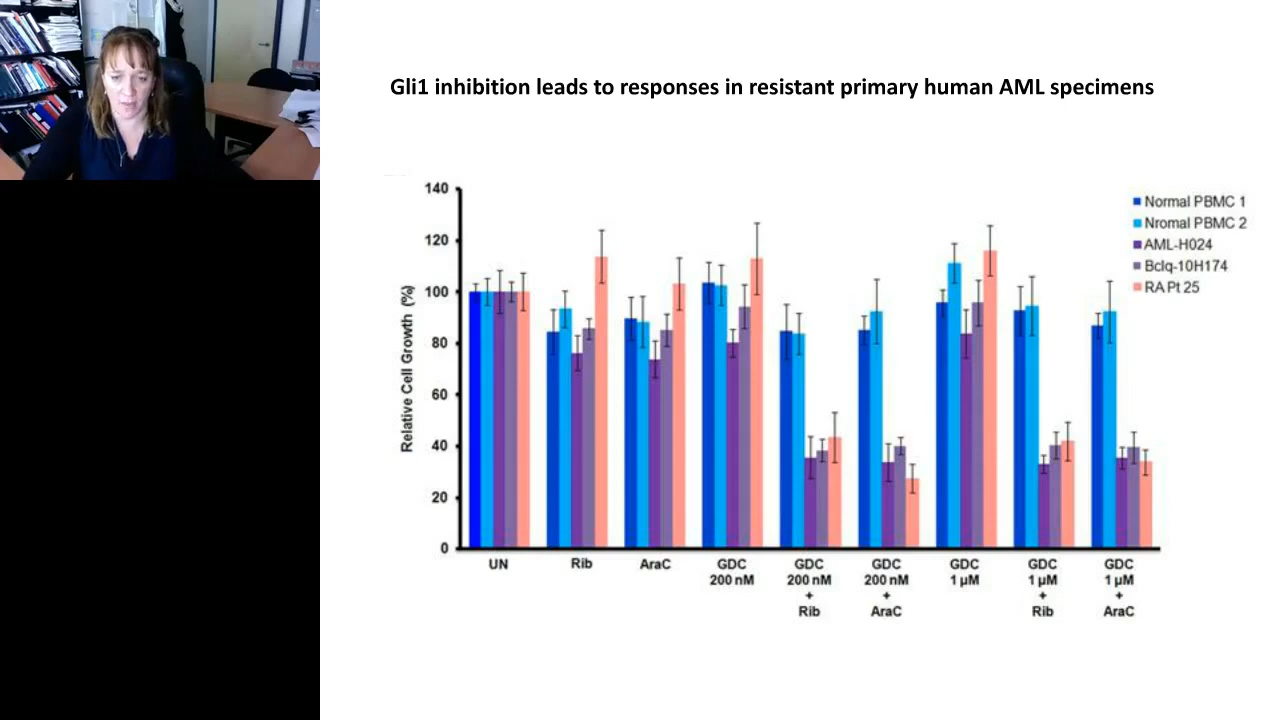 Gli1 inhibition leads to responses in resistant primary human AML specimens
140
120
100
80
60
40
20
0
Relative Cell Growth (%)
Normal PBMC 1
Nromal PBMC 2
AML-H024
Bclq-10H174
RA Pt 25
UN
Rib
AraC
GDC
200 nM
GDC
200 nM
+
Rib
GDC
200 nM
+
AraC
GDC
1 µM
GDC
1 µM
+
Rib
GDC
1 µM
+
AraC